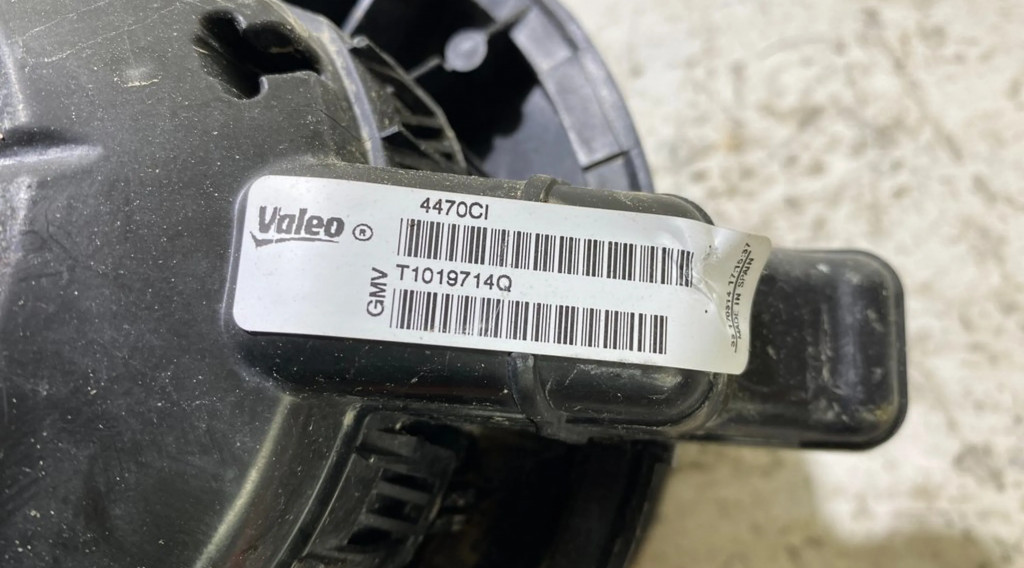 Valeo ®
4470CI
GMV T1019714Q
MADE IN SPAIN